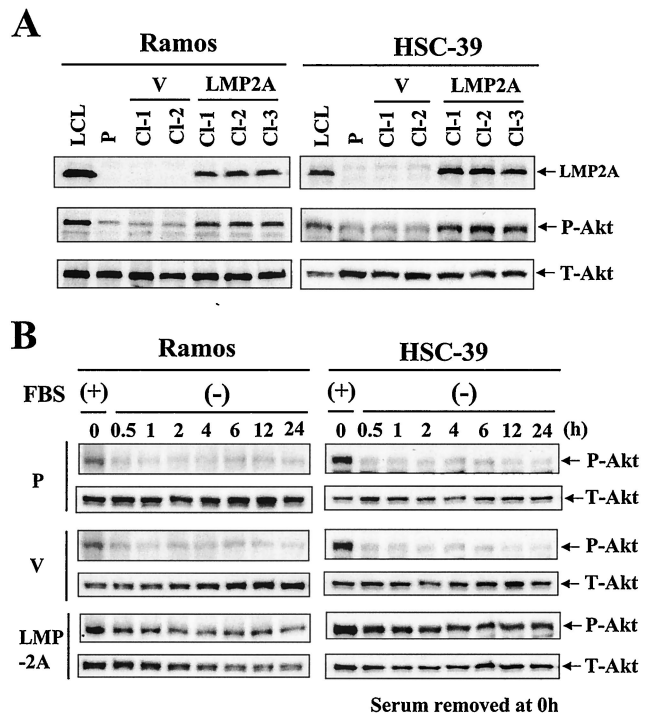 A
Ramos HSC-39
V LMP2A V LMP2A
LCL P Cl-1 Cl-2 Cl-1 Cl-2 Cl-3 LCL P Cl-1 Cl-2 Cl-1 Cl-2 Cl-3
LMP2A
P-Akt
T-Akt
B
Ramos HSC-39
FBS (+) (-) (+) (-)
0 0.5 1 2 4 6 12 24 0 0.5 1 2 4 6 12 24 (h)
P
P-Akt
T-Akt
V
P-Akt
T-Akt
LMP
-2A
P-Akt
T-Akt
Serum removed at 0h